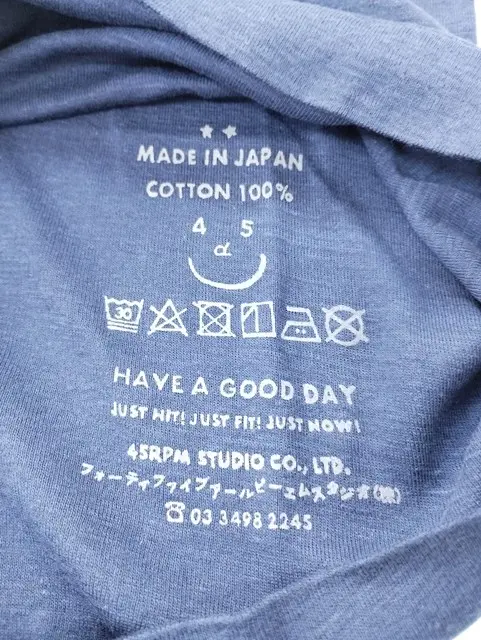 ★★
MADE IN JAPAN
COTTON 100%
4 5
d
30
HAVE A GOOD DAY
JUST HIT! JUST FIT! JUST NOW!
45RPM STUDIO CO., LTD.
フォーティファイブアールピーエムスタジオ(株)
☎ 03 3498 2245